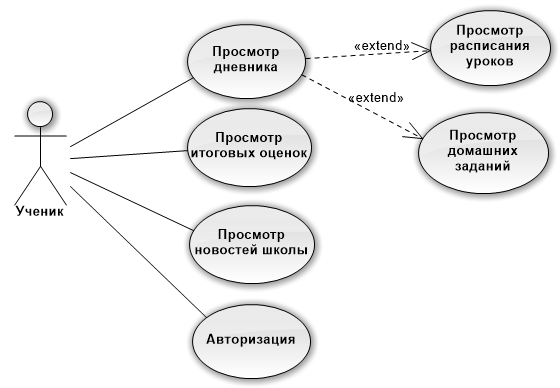 Просмотр
дневника
«extend»
Просмотр
расписания
уроков
«extend»
Просмотр
домашних
заданий
Просмотр
итоговых оценок
Ученик
Просмотр
новостей школы
Авторизация